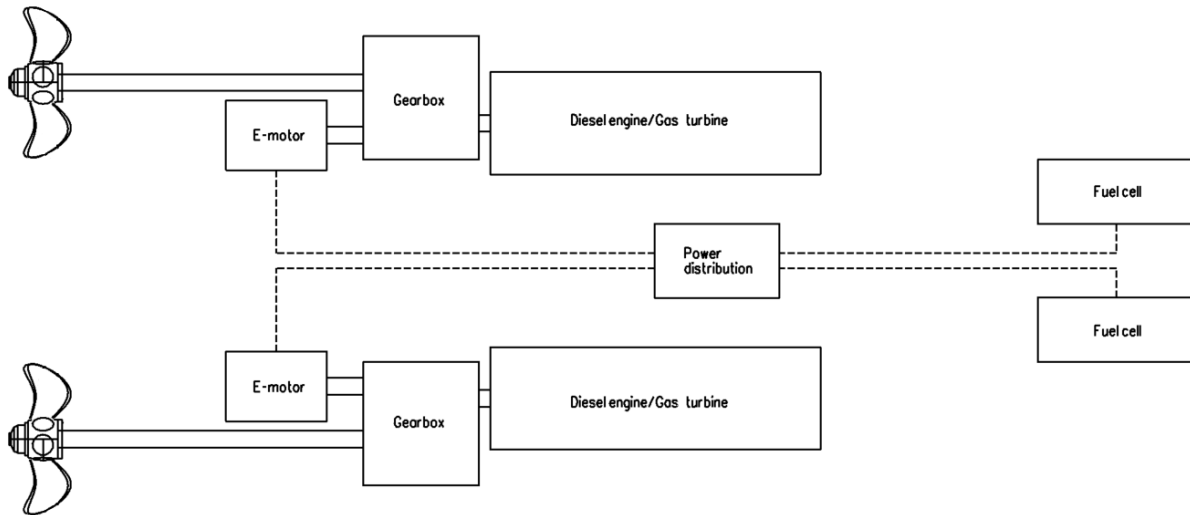 Gearbox
Diesel engine/Gas turbine
E-motor
Fuel cell
Power
distribution
Fuel cell
E-motor
Diesel engine/Gas turbine
Gearbox